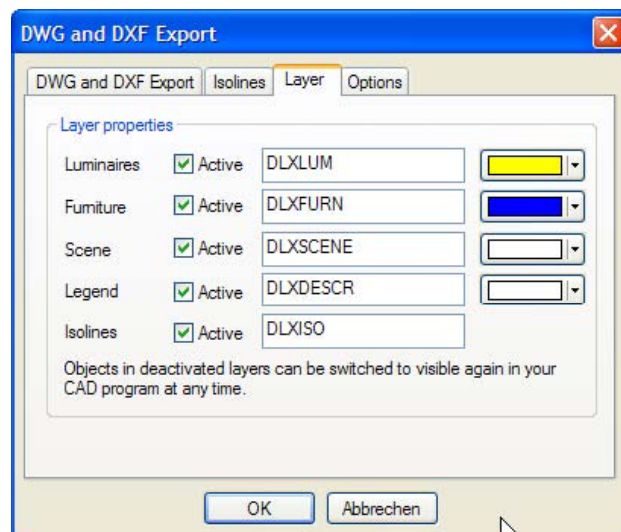 DWG and DXF Export
DWG and DXF Export Isolines Layer Options
Layer properties
Luminaires Active DLXLUM
Furniture Active DLXFURN
Scene Active DLXSCENE
Legend Active DLXDESCR
Isolines Active DLXISO
Objects in deactivated layers can be switched to visible again in your
CAD program at any time.
OK Abbrechen